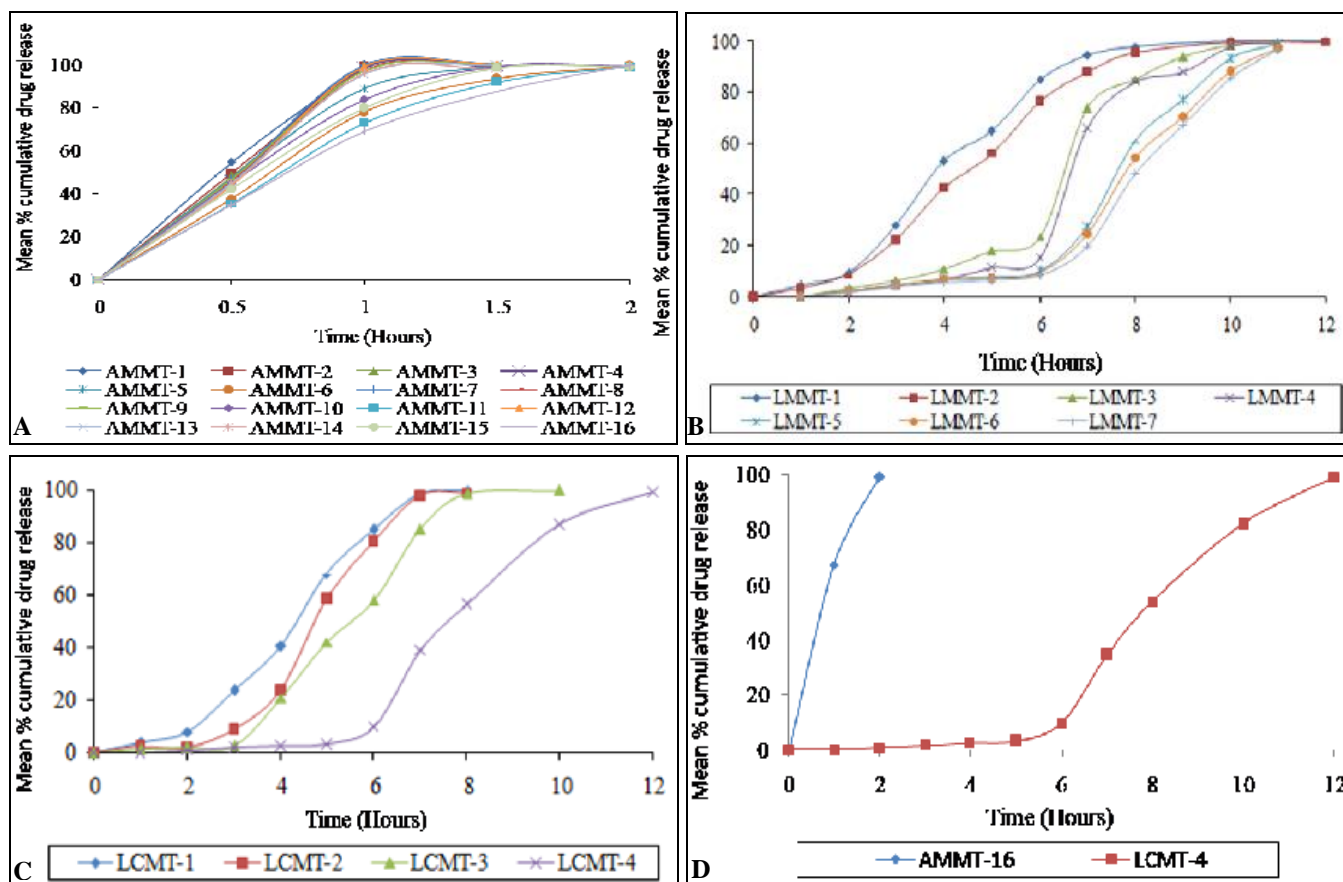 Mean % cumulative drug release
100
80
60
40
20
0
0 0.5 1 1.5 2
Time (Hours)
AMMT-1 AMMT-2 AMMT-3 AMMT-4
AMMT-5 AMMT-6 AMMT-7 AMMT-8
AMMT-9 AMMT-10 AMMT-11 AMMT-12
AMMT-13 AMMT-14 AMMT-15 AMMT-16
A
Mean % cumulative drug release
100
80
60
40
20
0
0 2 4 6 8 10 12
Time (Hours)
LMMT-1 LMMT-2 LMMT-3 LMMT-4
LMMT-5 LMMT-6 LMMT-7
B
Mean % cumulative drug release
100
80
60
40
20
0
0 2 4 6 8 10 12
Time (Hours)
LCMT-1 LCMT-2 LCMT-3 LCMT-4
C
Mean % cumulative drug release
100
80
60
40
20
0
0 2 4 6 8 10 12
Time (Hours)
AMMT-16 LCMT-4
D